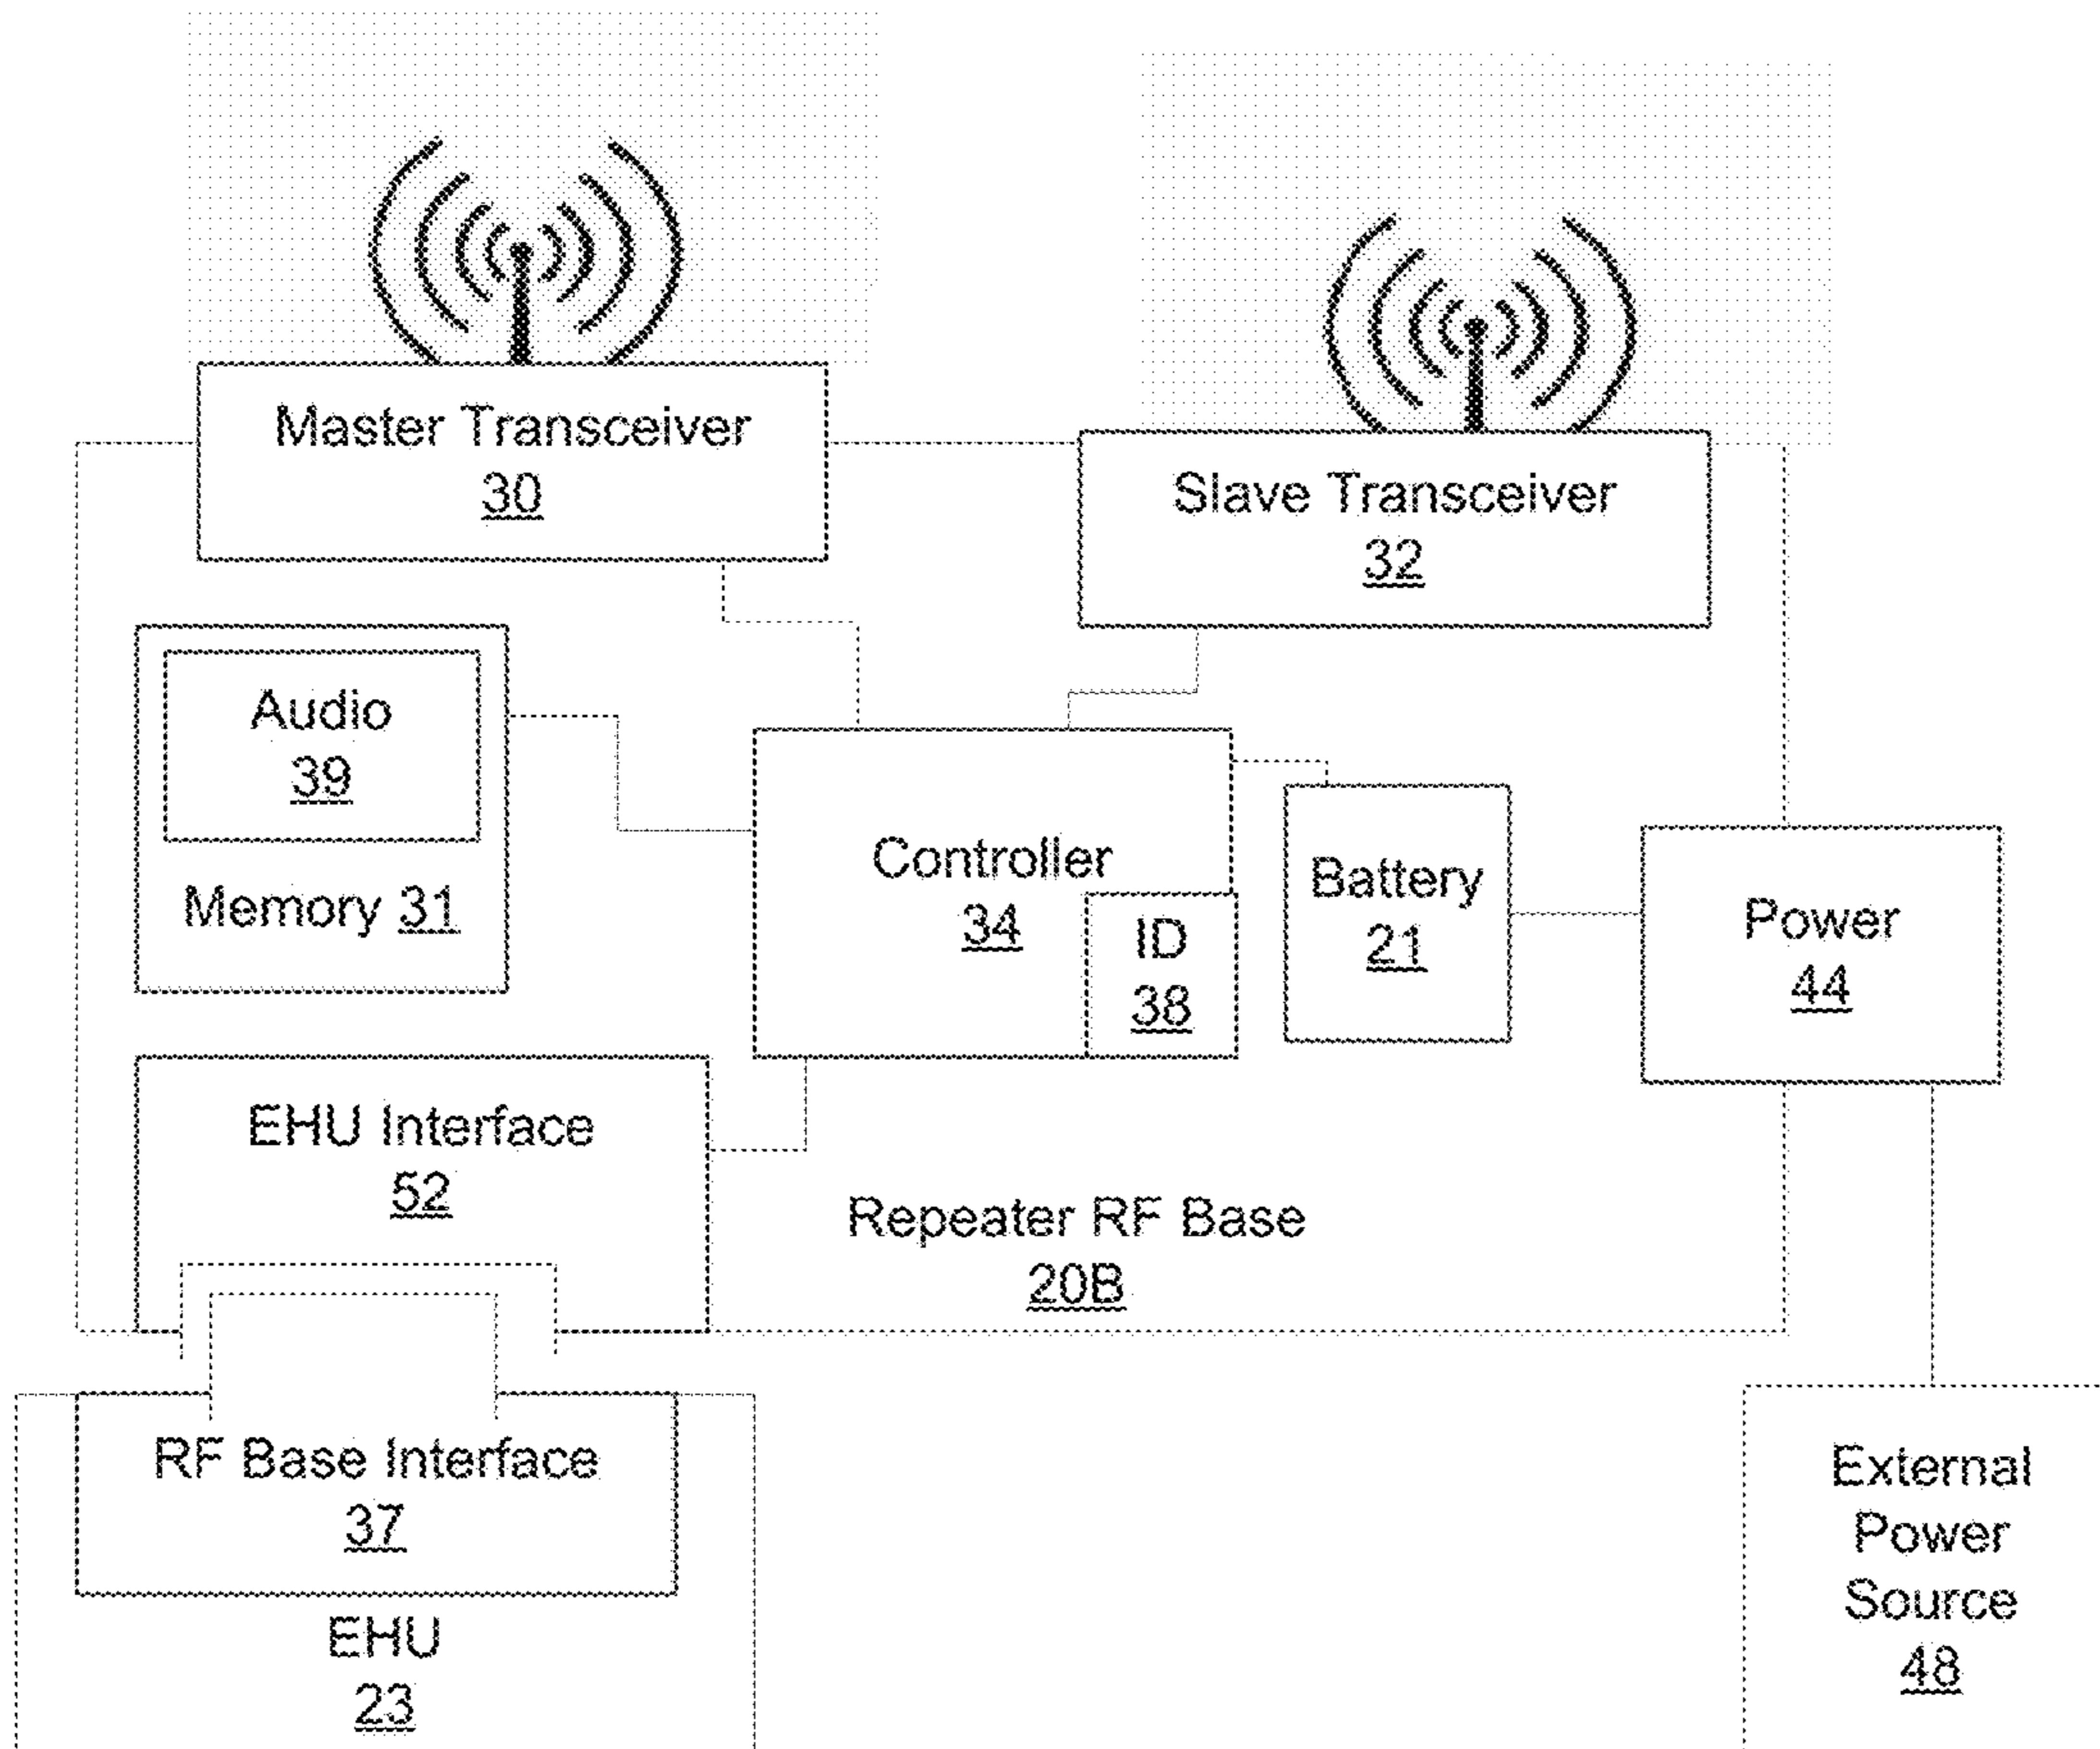 Master Transceiver
30
Slave Transceiver
32
Audio
39
Memory 31
Controller
34
ID
38
Battery
21
Power
44
EHU Interface
52
Repeater RF Base
20B
RF Base Interface
37
EHU
23
External
Power
Source
48